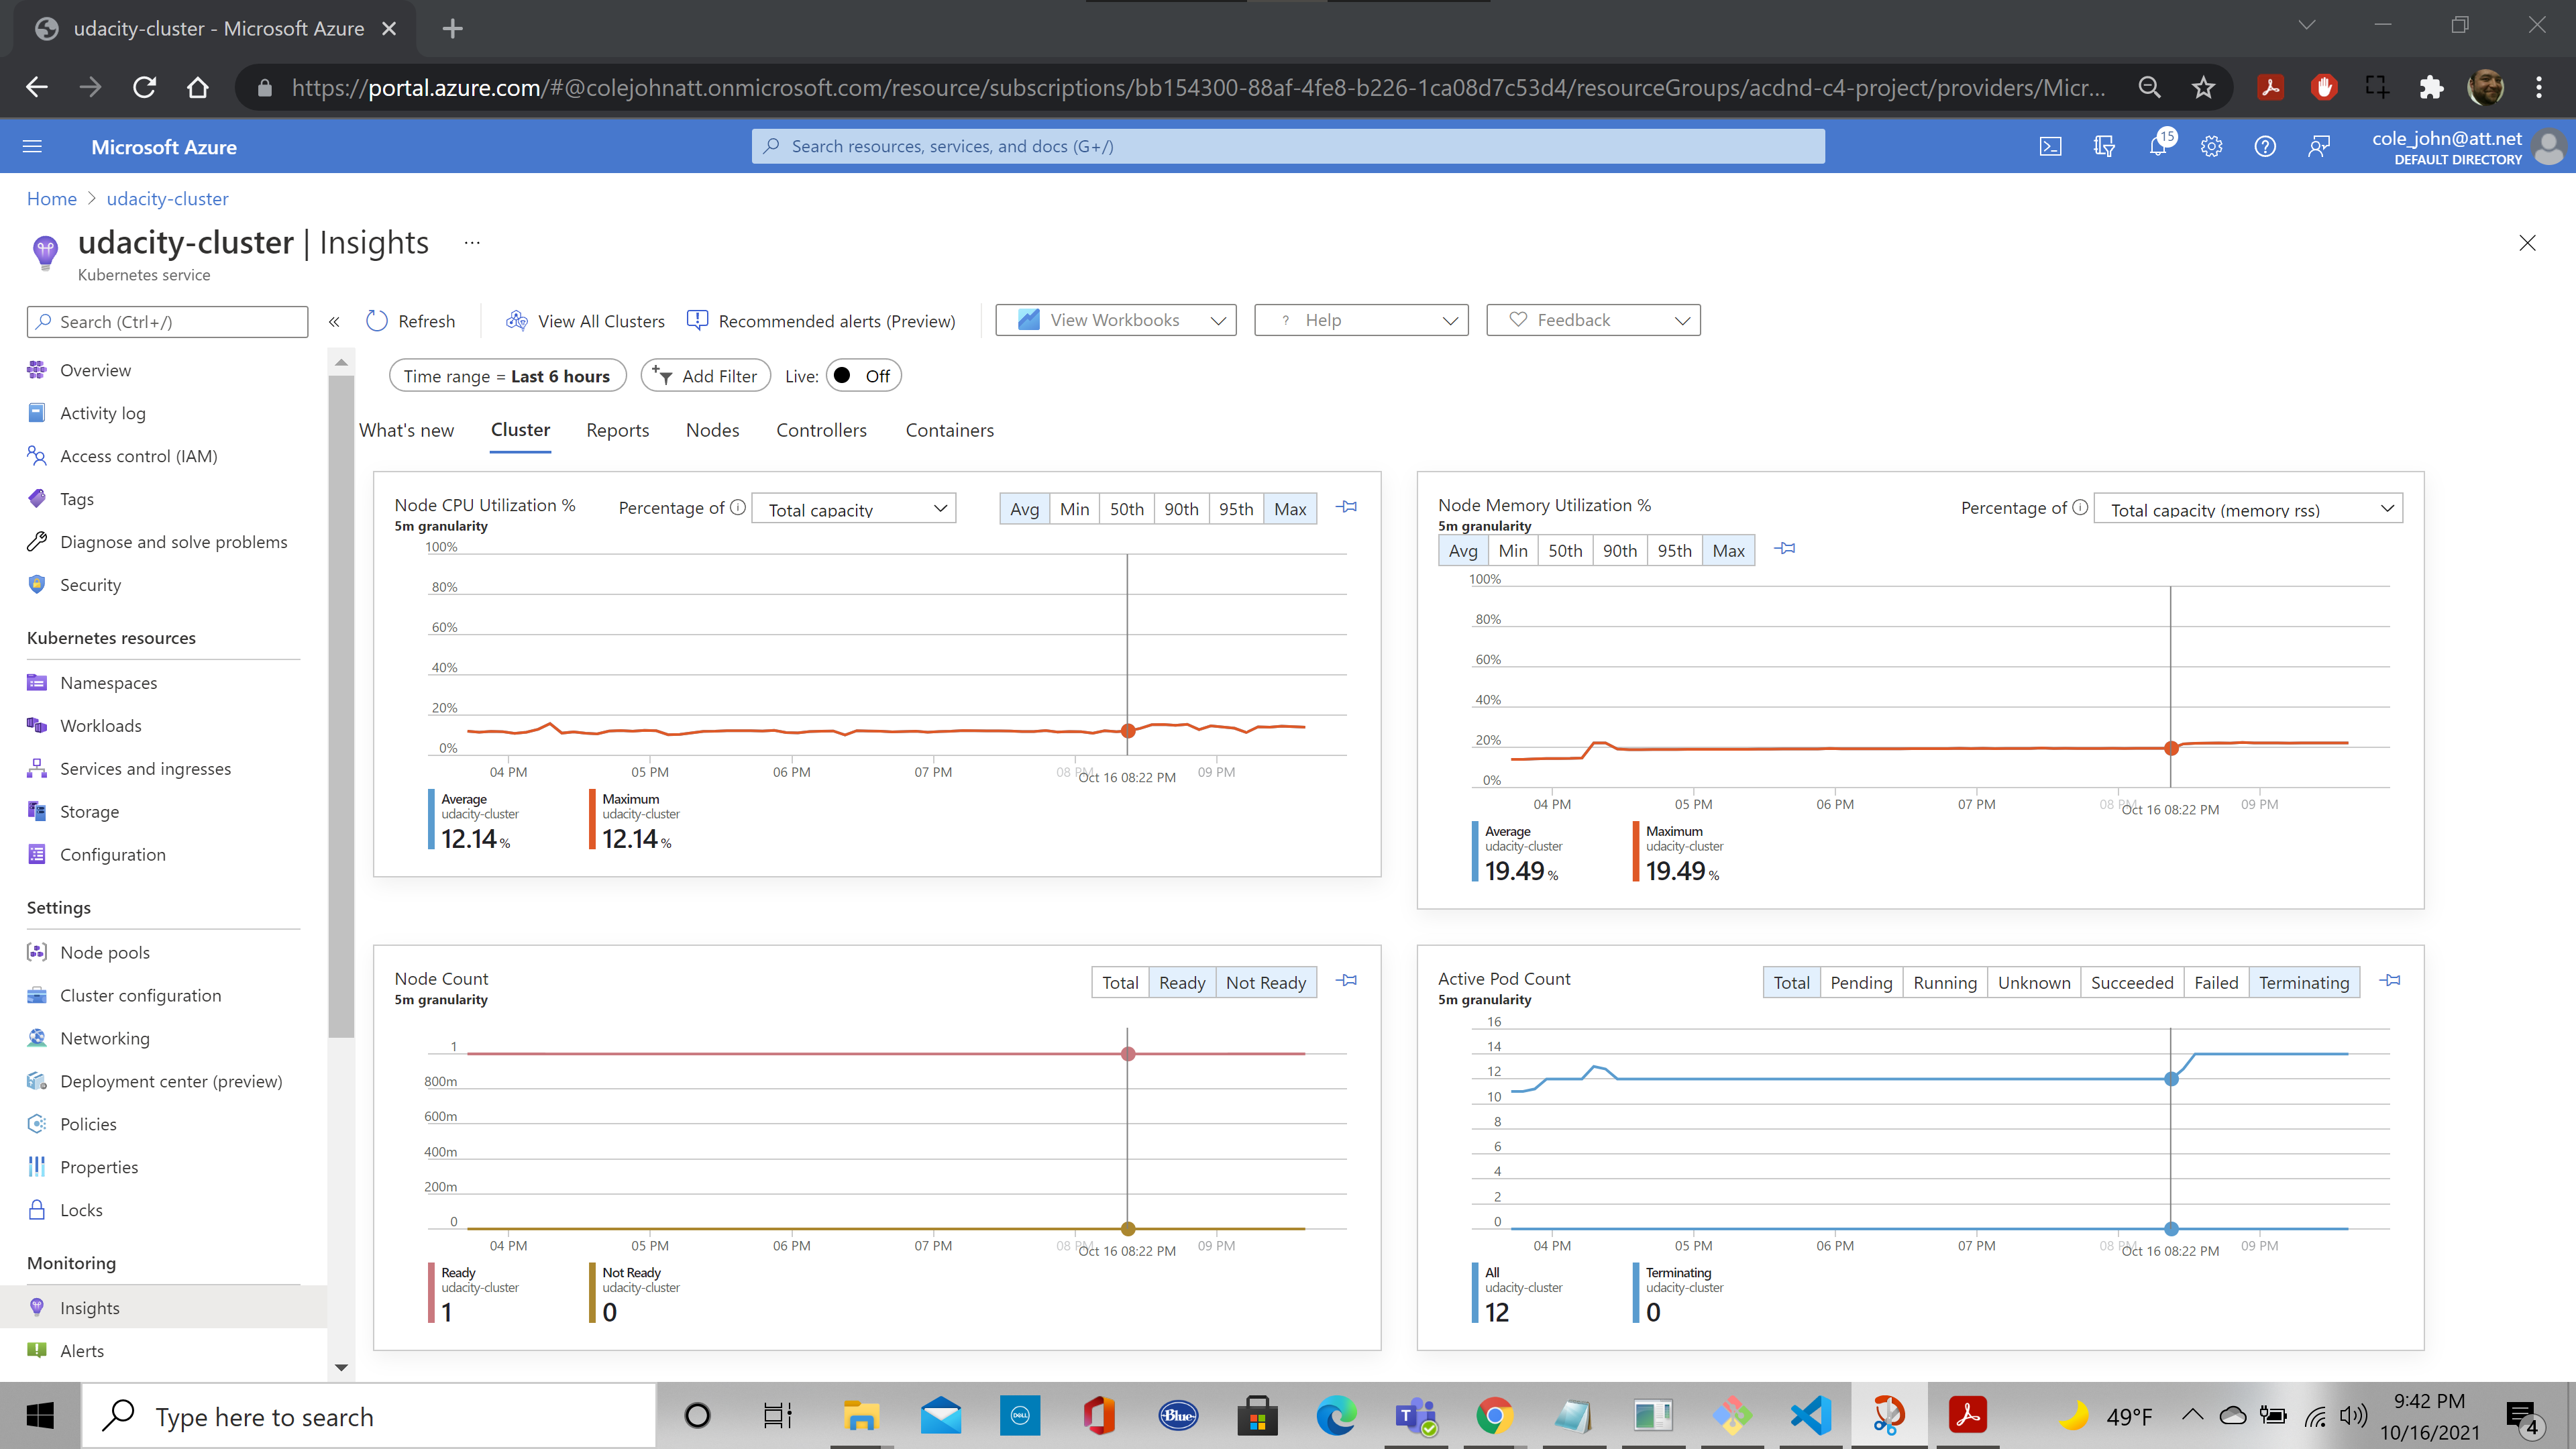 udacity-cluster - Microsoft Azure
https://portal.azure.com/#@colejohnatt.onmicrosoft.com/resource/subscriptions/bb154300-88af-4fe8-b226-1ca08d7c53d4/resourceGroups/acdnd-c4-project/providers/Micr...
Microsoft Azure
Search resources, services, and docs (G+/)
15
cole_john@att.net
DEFAULT DIRECTORY
Home > udacity-cluster
udacity-cluster | Insights ...
Kubernetes service
Search (Ctrl+/)
Refresh
View All Clusters
Recommended alerts (Preview)
View Workbooks
? Help
Feedback
Overview
Activity log
Access control (IAM)
Tags
Diagnose and solve problems
Security
Kubernetes resources
Namespaces
Workloads
Services and ingresses
Storage
Configuration
Settings
Node pools
Cluster configuration
Networking
Deployment center (preview)
Policies
Properties
Locks
Monitoring
Insights
Alerts
Time range = Last 6 hours
Add Filter
Live: Off
What's new Cluster Reports Nodes Controllers Containers
Node CPU Utilization %
5m granularity
Percentage of Total capacity
Avg Min 50th 90th 95th Max
100%
80%
60%
40%
20%
0%
04 PM 05 PM 06 PM 07 PM 08 PM Oct 16 08:22 PM 09 PM
Average
udacity-cluster
12.14 %
Maximum
udacity-cluster
12.14 %
Node Memory Utilization %
5m granularity
Percentage of Total capacity (memory rss)
Avg Min 50th 90th 95th Max
100%
80%
60%
40%
20%
0%
04 PM 05 PM 06 PM 07 PM 08 PM Oct 16 08:22 PM 09 PM
Average
udacity-cluster
19.49 %
Maximum
udacity-cluster
19.49 %
Node Count
5m granularity
Total Ready Not Ready
1
800m
600m
400m
200m
0
04 PM 05 PM 06 PM 07 PM 08 PM Oct 16 08:22 PM 09 PM
Ready
udacity-cluster
1
Not Ready
udacity-cluster
0
Active Pod Count
5m granularity
Total Pending Running Unknown Succeeded Failed Terminating
16
14
12
10
8
6
4
2
0
04 PM 05 PM 06 PM 07 PM 08 PM Oct 16 08:22 PM 09 PM
All
udacity-cluster
12
Terminating
udacity-cluster
0
Type here to search
DELL
Blue
49°F
9:42 PM
10/16/2021
4